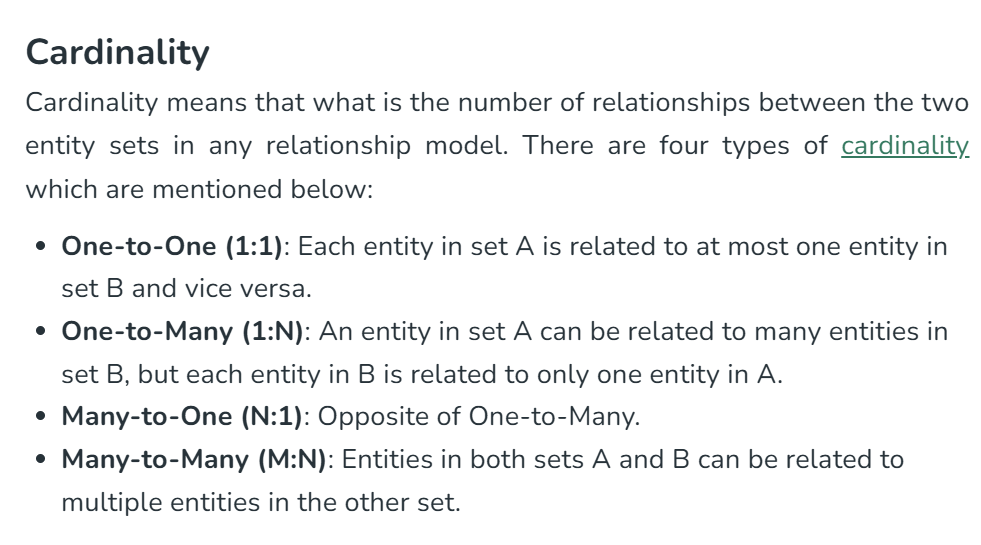 Cardinality
Cardinality means that what is the number of relationships between the two
entity sets in any relationship model. There are four types of cardinality
which are mentioned below:
• One-to-One (1:1): Each entity in set A is related to at most one entity in
set B and vice versa.
• One-to-Many (1:N): An entity in set A can be related to many entities in
set B, but each entity in B is related to only one entity in A.
• Many-to-One (N:1): Opposite of One-to-Many.
• Many-to-Many (M:N): Entities in both sets A and B can be related to
multiple entities in the other set.